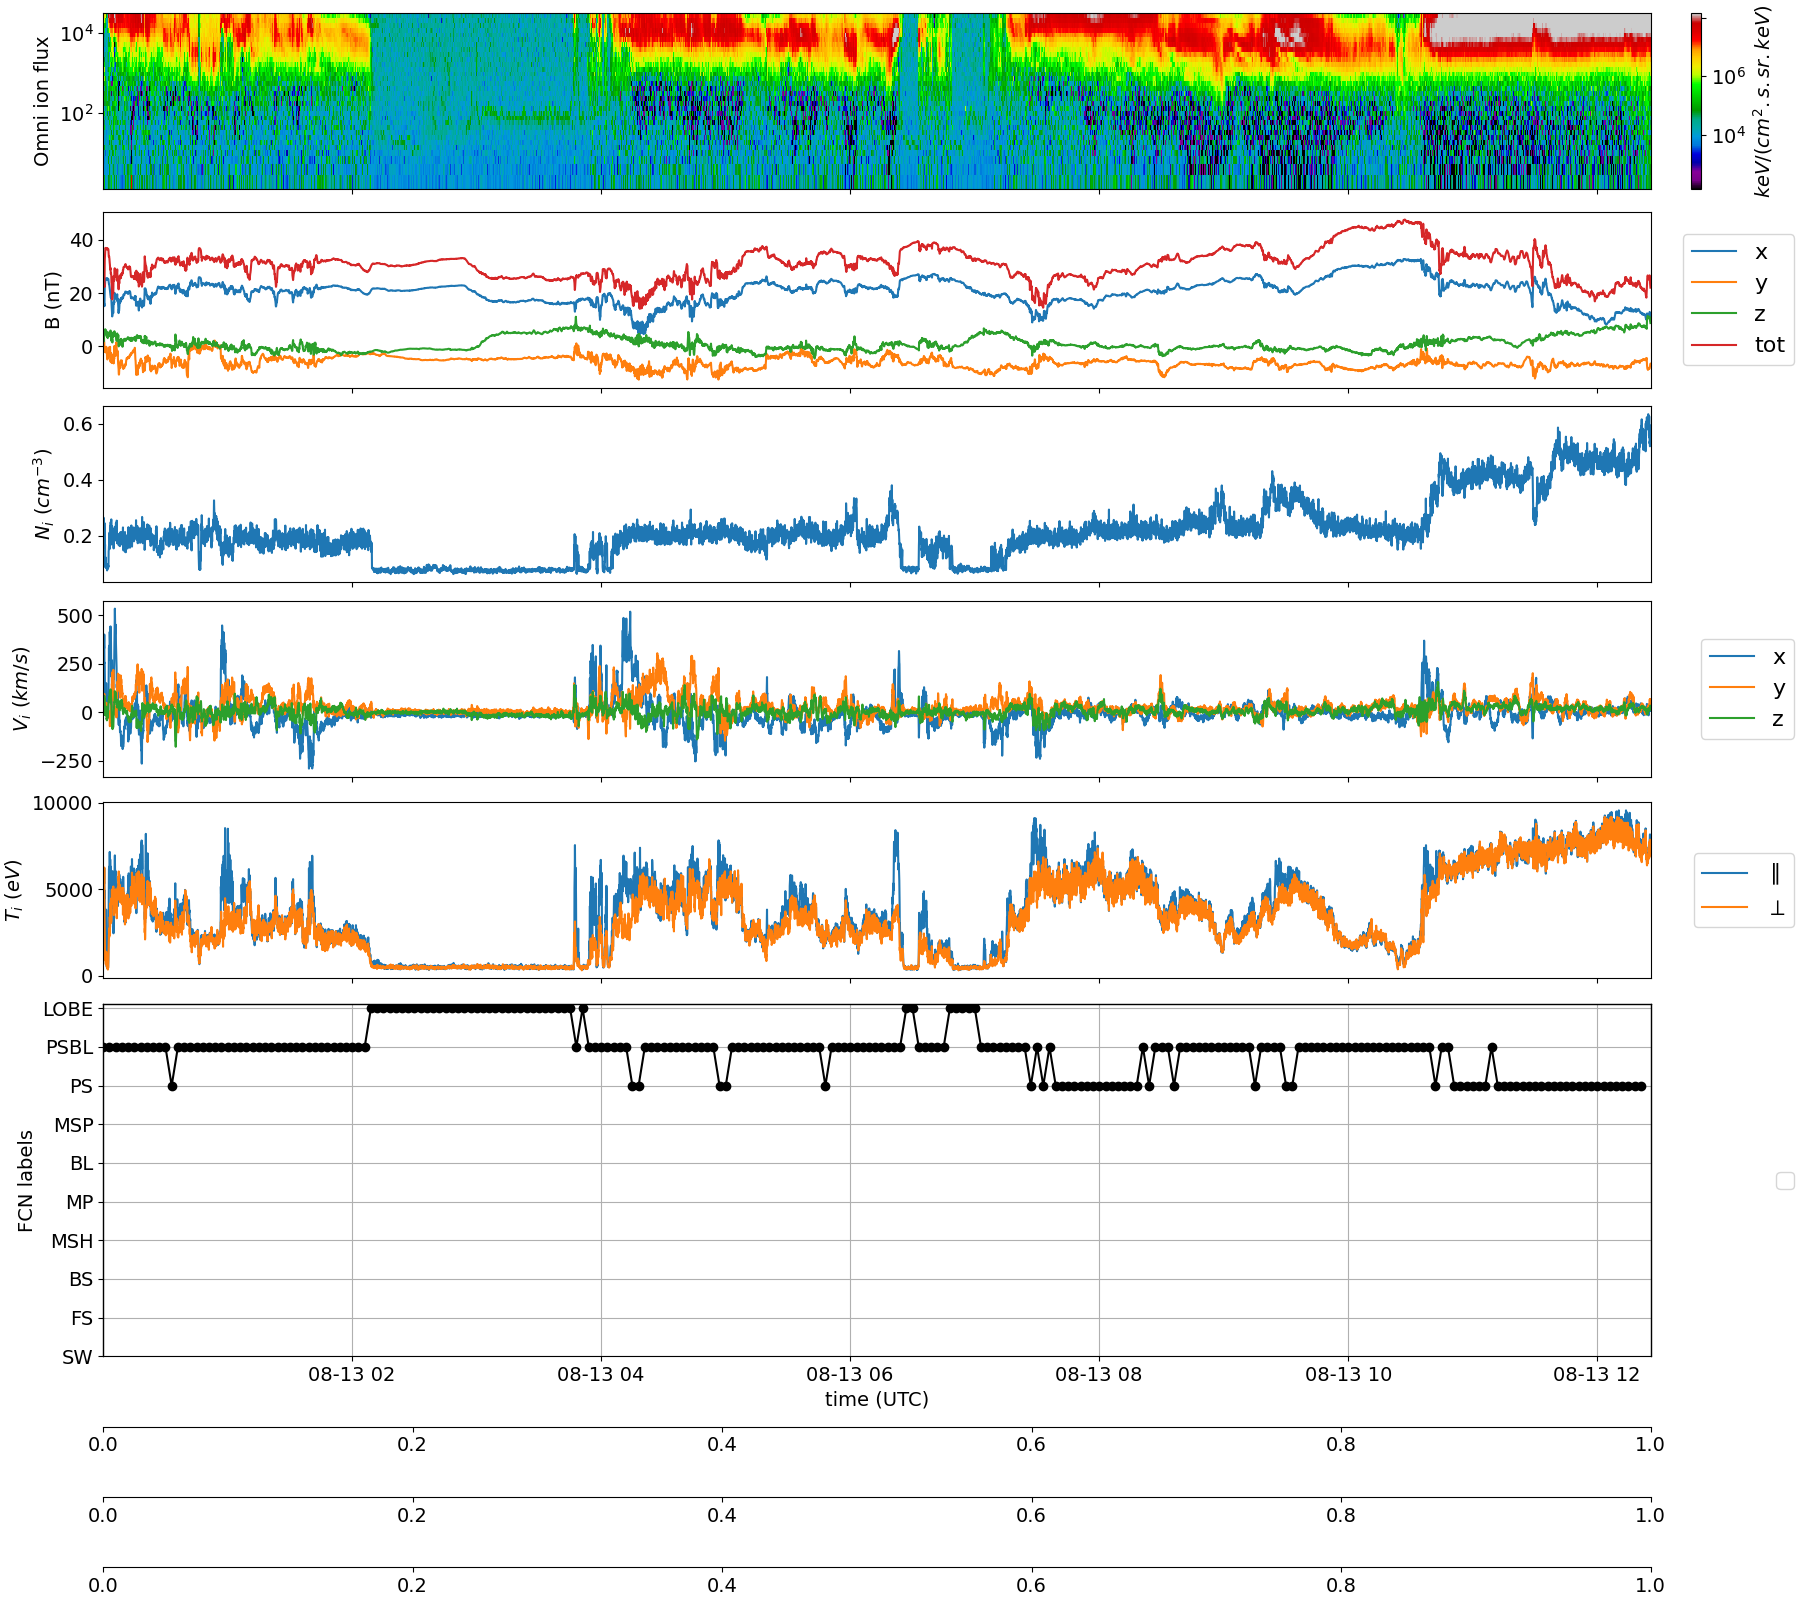 Omni ion flux
10^4
10^2
10^6
10^4
keV/(cm^2.s.sr.keV)
B (nT)
40
20
0
x
y
z
tot
N_i (cm^{-3})
0.6
0.4
0.2
V_i (km/s)
500
250
0
−250
x
y
z
T_i (eV)
10000
5000
0
∥
⊥
FCN labels
LOBE
PSBL
PS
MSP
BL
MP
MSH
BS
FS
SW
08-13 02 08-13 04 08-13 06 08-13 08 08-13 10 08-13 12
time (UTC)
0.0 0.2 0.4 0.6 0.8 1.0
0.0 0.2 0.4 0.6 0.8 1.0
0.0 0.2 0.4 0.6 0.8 1.0